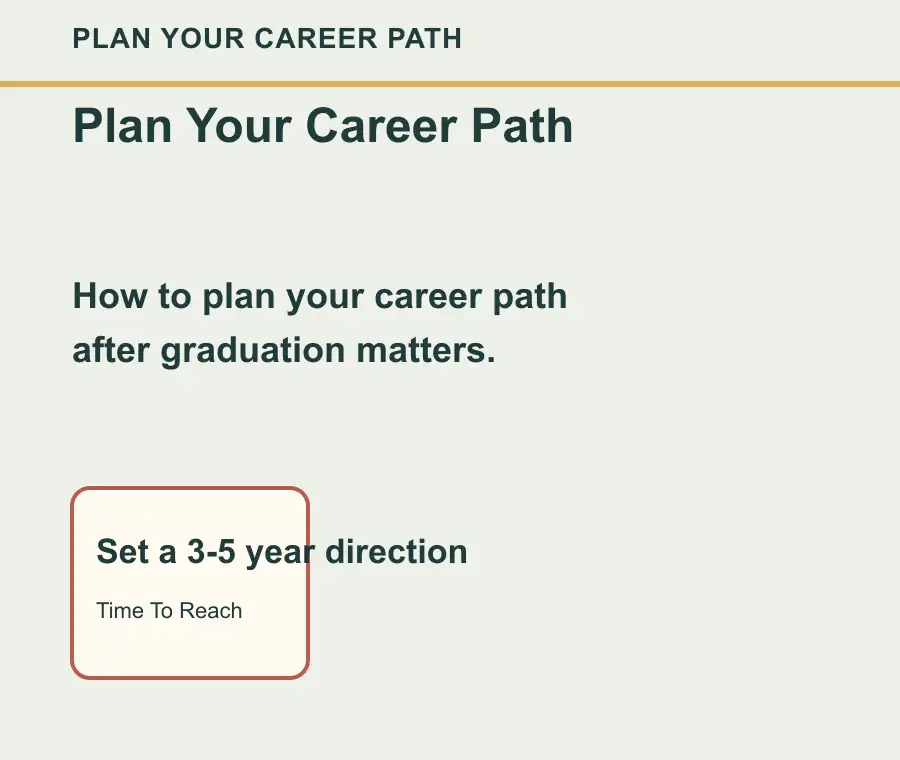 PLAN YOUR CAREER PATH
Plan Your Career Path
How to plan your career path
after graduation matters.
Set a 3-5 year direction
Time To Reach